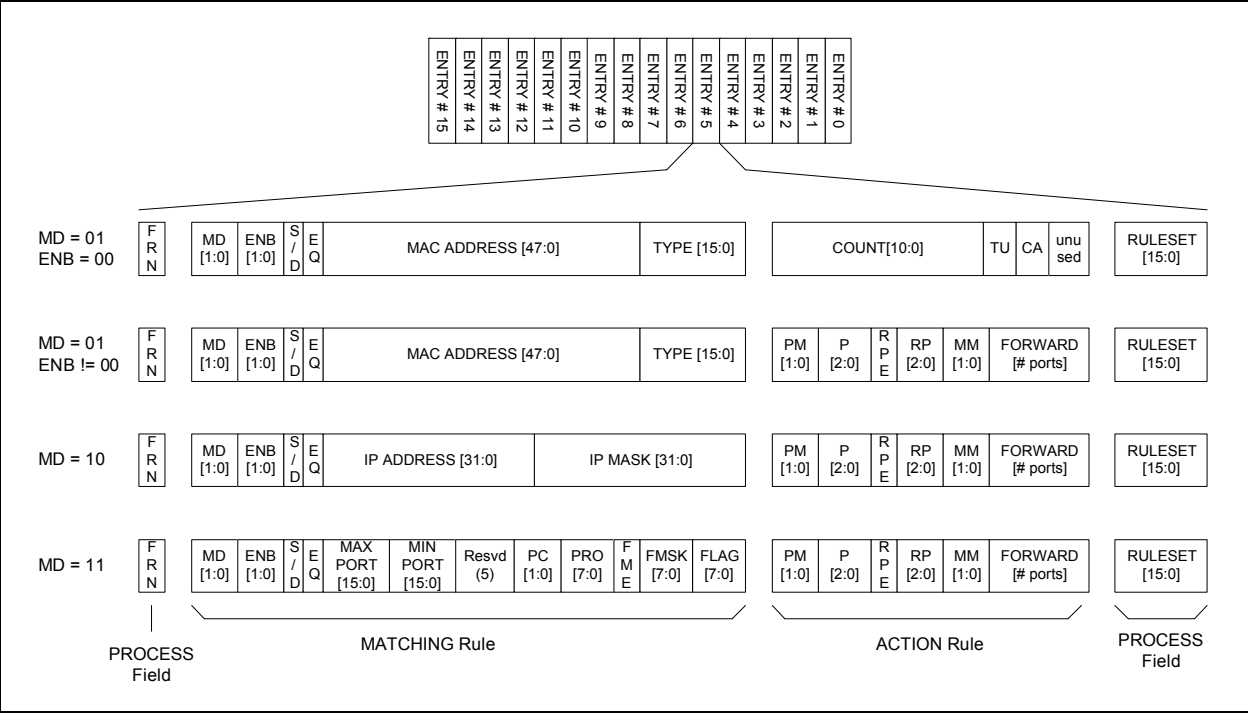 ENTRY # 15
ENTRY # 14
ENTRY # 13
ENTRY # 12
ENTRY # 11
ENTRY # 10
ENTRY # 9
ENTRY # 8
ENTRY # 7
ENTRY # 6
ENTRY # 5
ENTRY # 4
ENTRY # 3
ENTRY # 2
ENTRY # 1
ENTRY # 0
MD = 01
ENB = 00
F
R
N
MD
[1:0]
ENB
[1:0]
S
/
D
E
Q
MAC ADDRESS [47:0]
TYPE [15:0]
COUNT[10:0]
TU
CA
unu
sed
RULESET
[15:0]
MD = 01
ENB != 00
F
R
N
MD
[1:0]
ENB
[1:0]
S
/
D
E
Q
MAC ADDRESS [47:0]
TYPE [15:0]
PM
[1:0]
P
[2:0]
R
P
E
RP
[2:0]
MM
[1:0]
FORWARD
[# ports]
RULESET
[15:0]
MD = 10
F
R
N
MD
[1:0]
ENB
[1:0]
S
/
D
E
Q
IP ADDRESS [31:0]
IP MASK [31:0]
PM
[1:0]
P
[2:0]
R
P
E
RP
[2:0]
MM
[1:0]
FORWARD
[# ports]
RULESET
[15:0]
MD = 11
F
R
N
MD
[1:0]
ENB
[1:0]
S
/
D
E
Q
MAX
PORT
[15:0]
MIN
PORT
[15:0]
Resvd
(5)
PC
[1:0]
PRO
[7:0]
F
M
E
FMSK
[7:0]
FLAG
[7:0]
PM
[1:0]
P
[2:0]
R
P
E
RP
[2:0]
MM
[1:0]
FORWARD
[# ports]
RULESET
[15:0]
PROCESS
Field
MATCHING Rule
ACTION Rule
PROCESS
Field